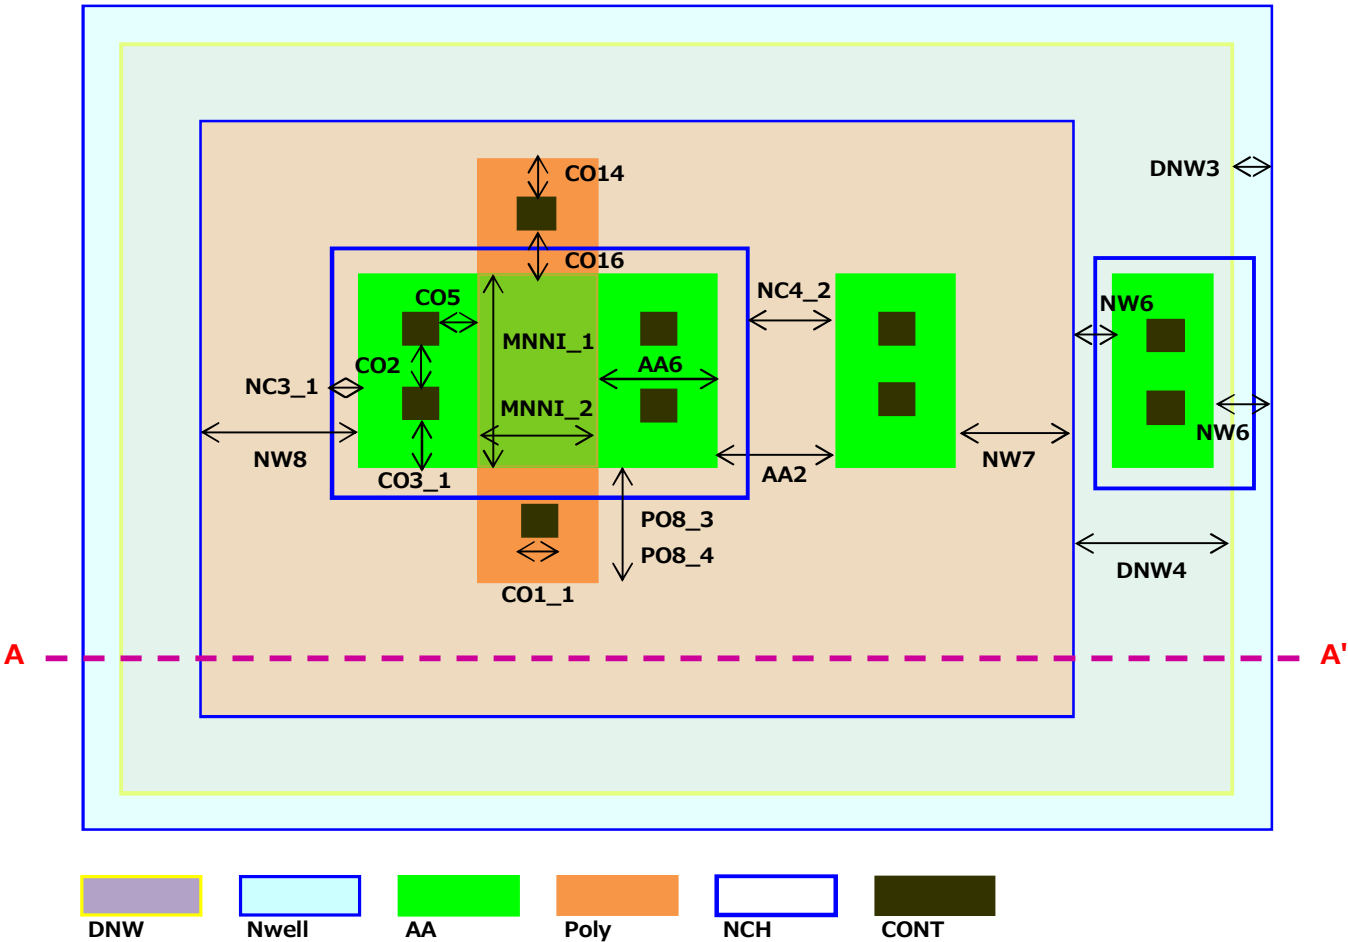 CO14
DNW3
CO16
CO5
NC4_2
NW6
MNNI_1
CO2
AA6
NC3_1
MNNI_2
NW8
NW7
NW6
CO3_1
AA2
PO8_3
PO8_4
DNW4
CO1_1
A
A'
DNW
Nwell
AA
Poly
NCH
CONT